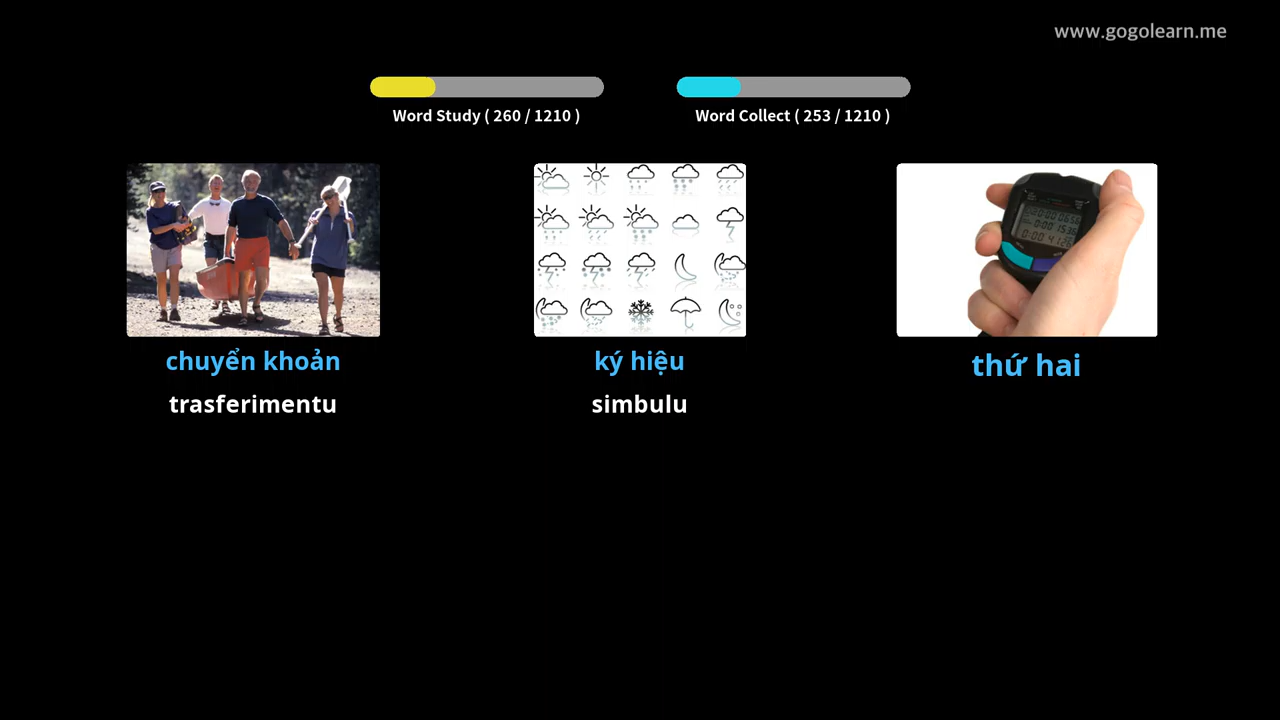 www.gogolearn.me
Word Study ( 260 / 1210 )
Word Collect ( 253 / 1210 )
chuyển khoản
trasferimentu
ký hiệu
simbulu
thứ hai